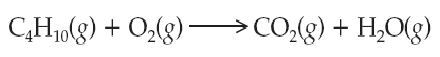 C₄H₁₀(g) + O₂(g) ⟶ CO₂(g) + H₂O(g)